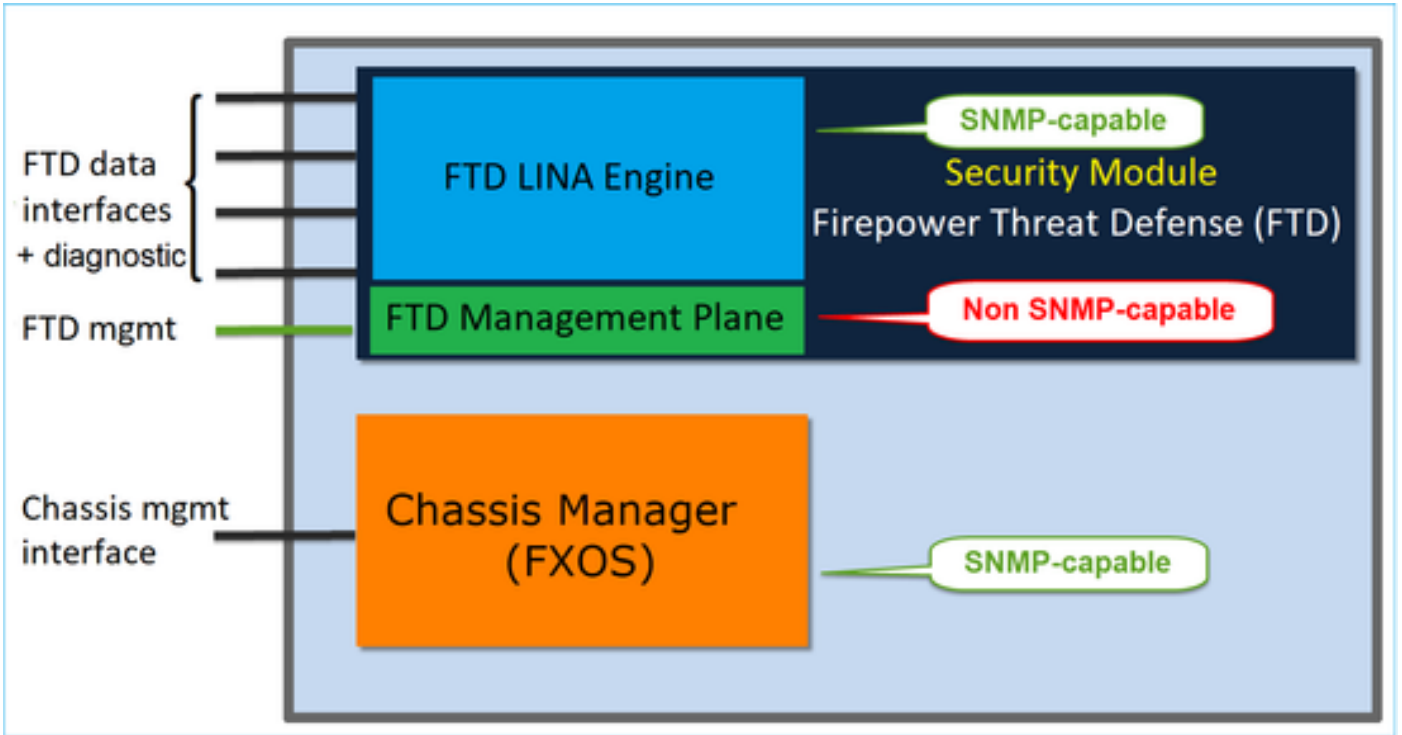 FTD data
interfaces
+ diagnostic
FTD mgmt
Chassis mgmt
interface
FTD LINA Engine
FTD Management Plane
SNMP-capable
Security Module
Firepower Threat Defense (FTD)
Non SNMP-capable
Chassis Manager
(FXOS)
SNMP-capable